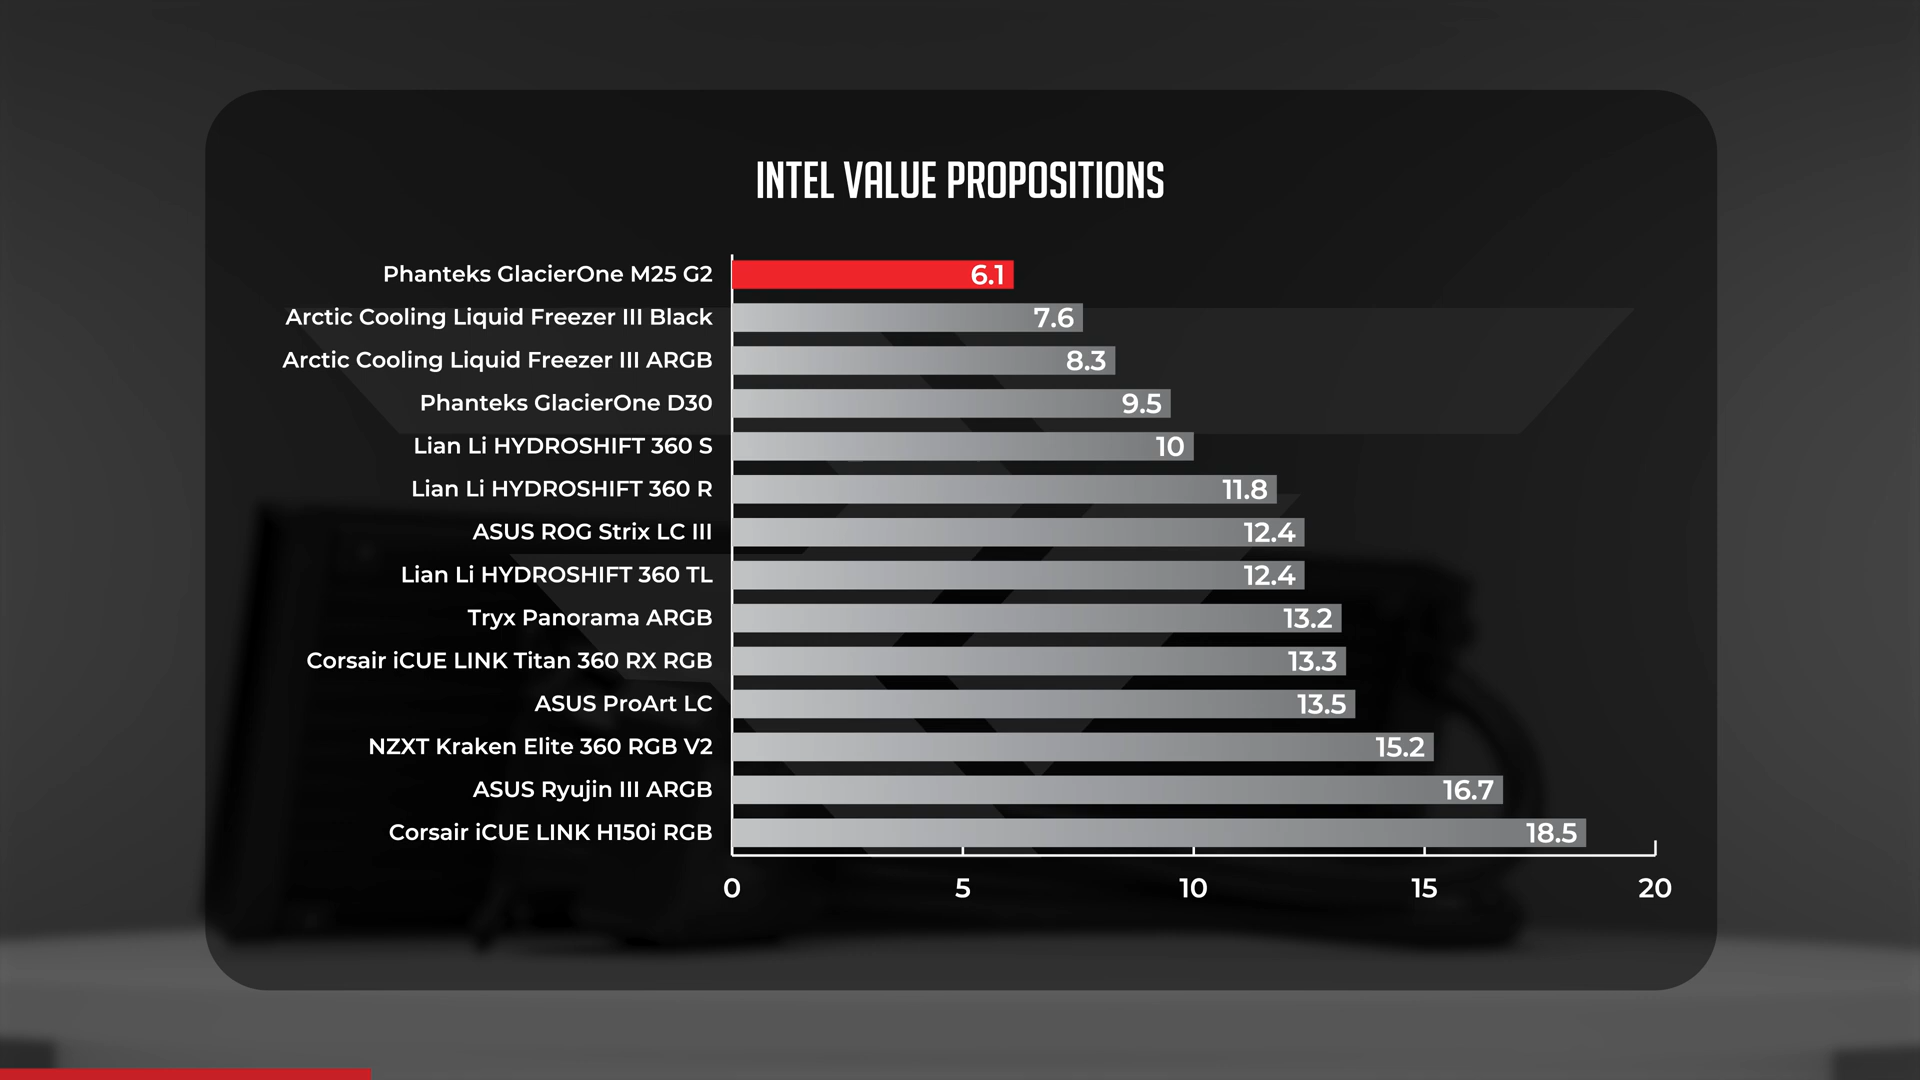 INTEL VALUE PROPOSITIONS
Phanteks GlacierOne M25 G2 6.1
Arctic Cooling Liquid Freezer III Black 7.6
Arctic Cooling Liquid Freezer III ARGB 8.3
Phanteks GlacierOne D30 9.5
Lian Li HYDROSHIFT 360 S 10
Lian Li HYDROSHIFT 360 R 11.8
ASUS ROG Strix LC III 12.4
Lian Li HYDROSHIFT 360 TL 12.4
Tryx Panorama ARGB 13.2
Corsair iCUE LINK Titan 360 RX RGB 13.3
ASUS ProArt LC 13.5
NZXT Kraken Elite 360 RGB V2 15.2
ASUS Ryujin III ARGB 16.7
Corsair iCUE LINK H150i RGB 18.5
0 5 10 15 20